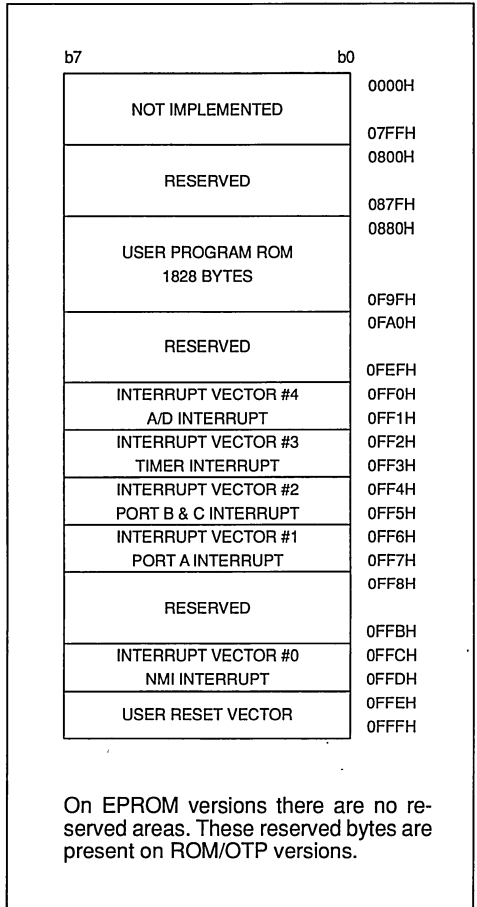 b7 b0
0000H
NOT IMPLEMENTED
07FFH
0800H
RESERVED
087FH
0880H
USER PROGRAM ROM
1828 BYTES
0F9FH
0FA0H
RESERVED
0FEFH
INTERRUPT VECTOR #4 0FF0H
A/D INTERRUPT 0FF1H
INTERRUPT VECTOR #3 0FF2H
TIMER INTERRUPT 0FF3H
INTERRUPT VECTOR #2 0FF4H
PORT B & C INTERRUPT 0FF5H
INTERRUPT VECTOR #1 0FF6H
PORT A INTERRUPT 0FF7H
0FF8H
RESERVED
0FFBH
INTERRUPT VECTOR #0 0FFCH
NMI INTERRUPT 0FFDH
0FFEH
USER RESET VECTOR
0FFFH
On EPROM versions there are no re-
served areas. These reserved bytes are
present on ROM/OTP versions.